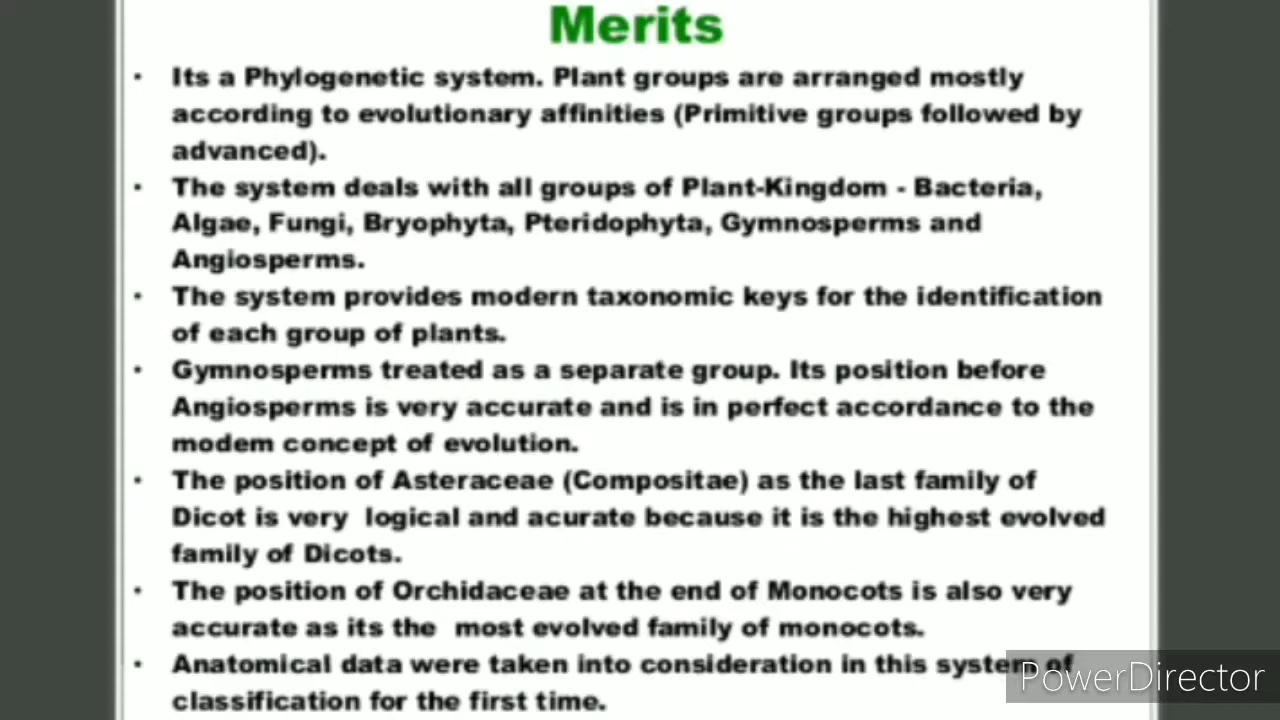 Merits
• Its a Phylogenetic system. Plant groups are arranged mostly
according to evolutionary affinities (Primitive groups followed by
advanced).
• The system deals with all groups of Plant-Kingdom - Bacteria,
Algae, Fungi, Bryophyta, Pteridophyta, Gymnosperms and
Angiosperms.
• The system provides modern taxonomic keys for the identification
of each group of plants.
• Gymnosperms treated as a separate group. Its position before
Angiosperms is very accurate and is in perfect accordance to the
modem concept of evolution.
• The position of Asteraceae (Compositae) as the last family of
Dicot is very logical and acurate because it is the highest evolved
family of Dicots.
• The position of Orchidaceae at the end of Monocots is also very
accurate as its the most evolved family of monocots.
• Anatomical data were taken into consideration in this system of
classification for the first time.
PowerDirector